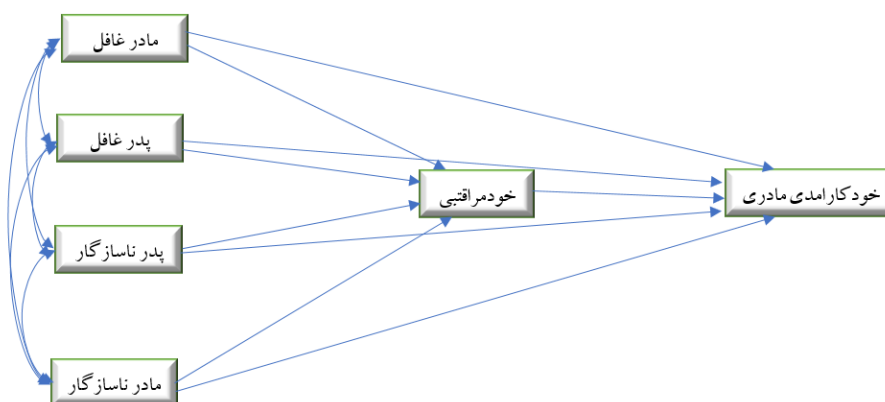 مادر غافل
پدر غافل
خودمراقبتی
خودکارامدی مادری
پدر ناسازگار
مادر ناسازگار